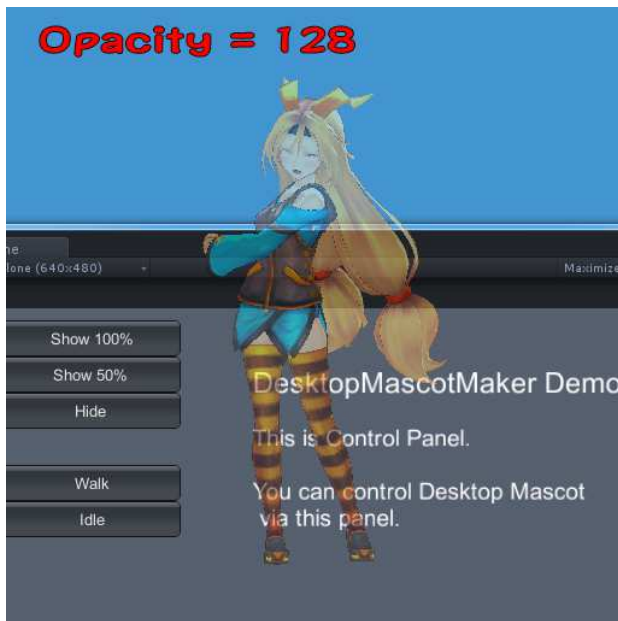 Opacity = 128
ne
lone (640x480)
Maximize
Show 100%
Show 50%
Hide
Walk
Idle
DesktopMascotMaker Demo
This is Control Panel.
You can control Desktop Mascot
via this panel.